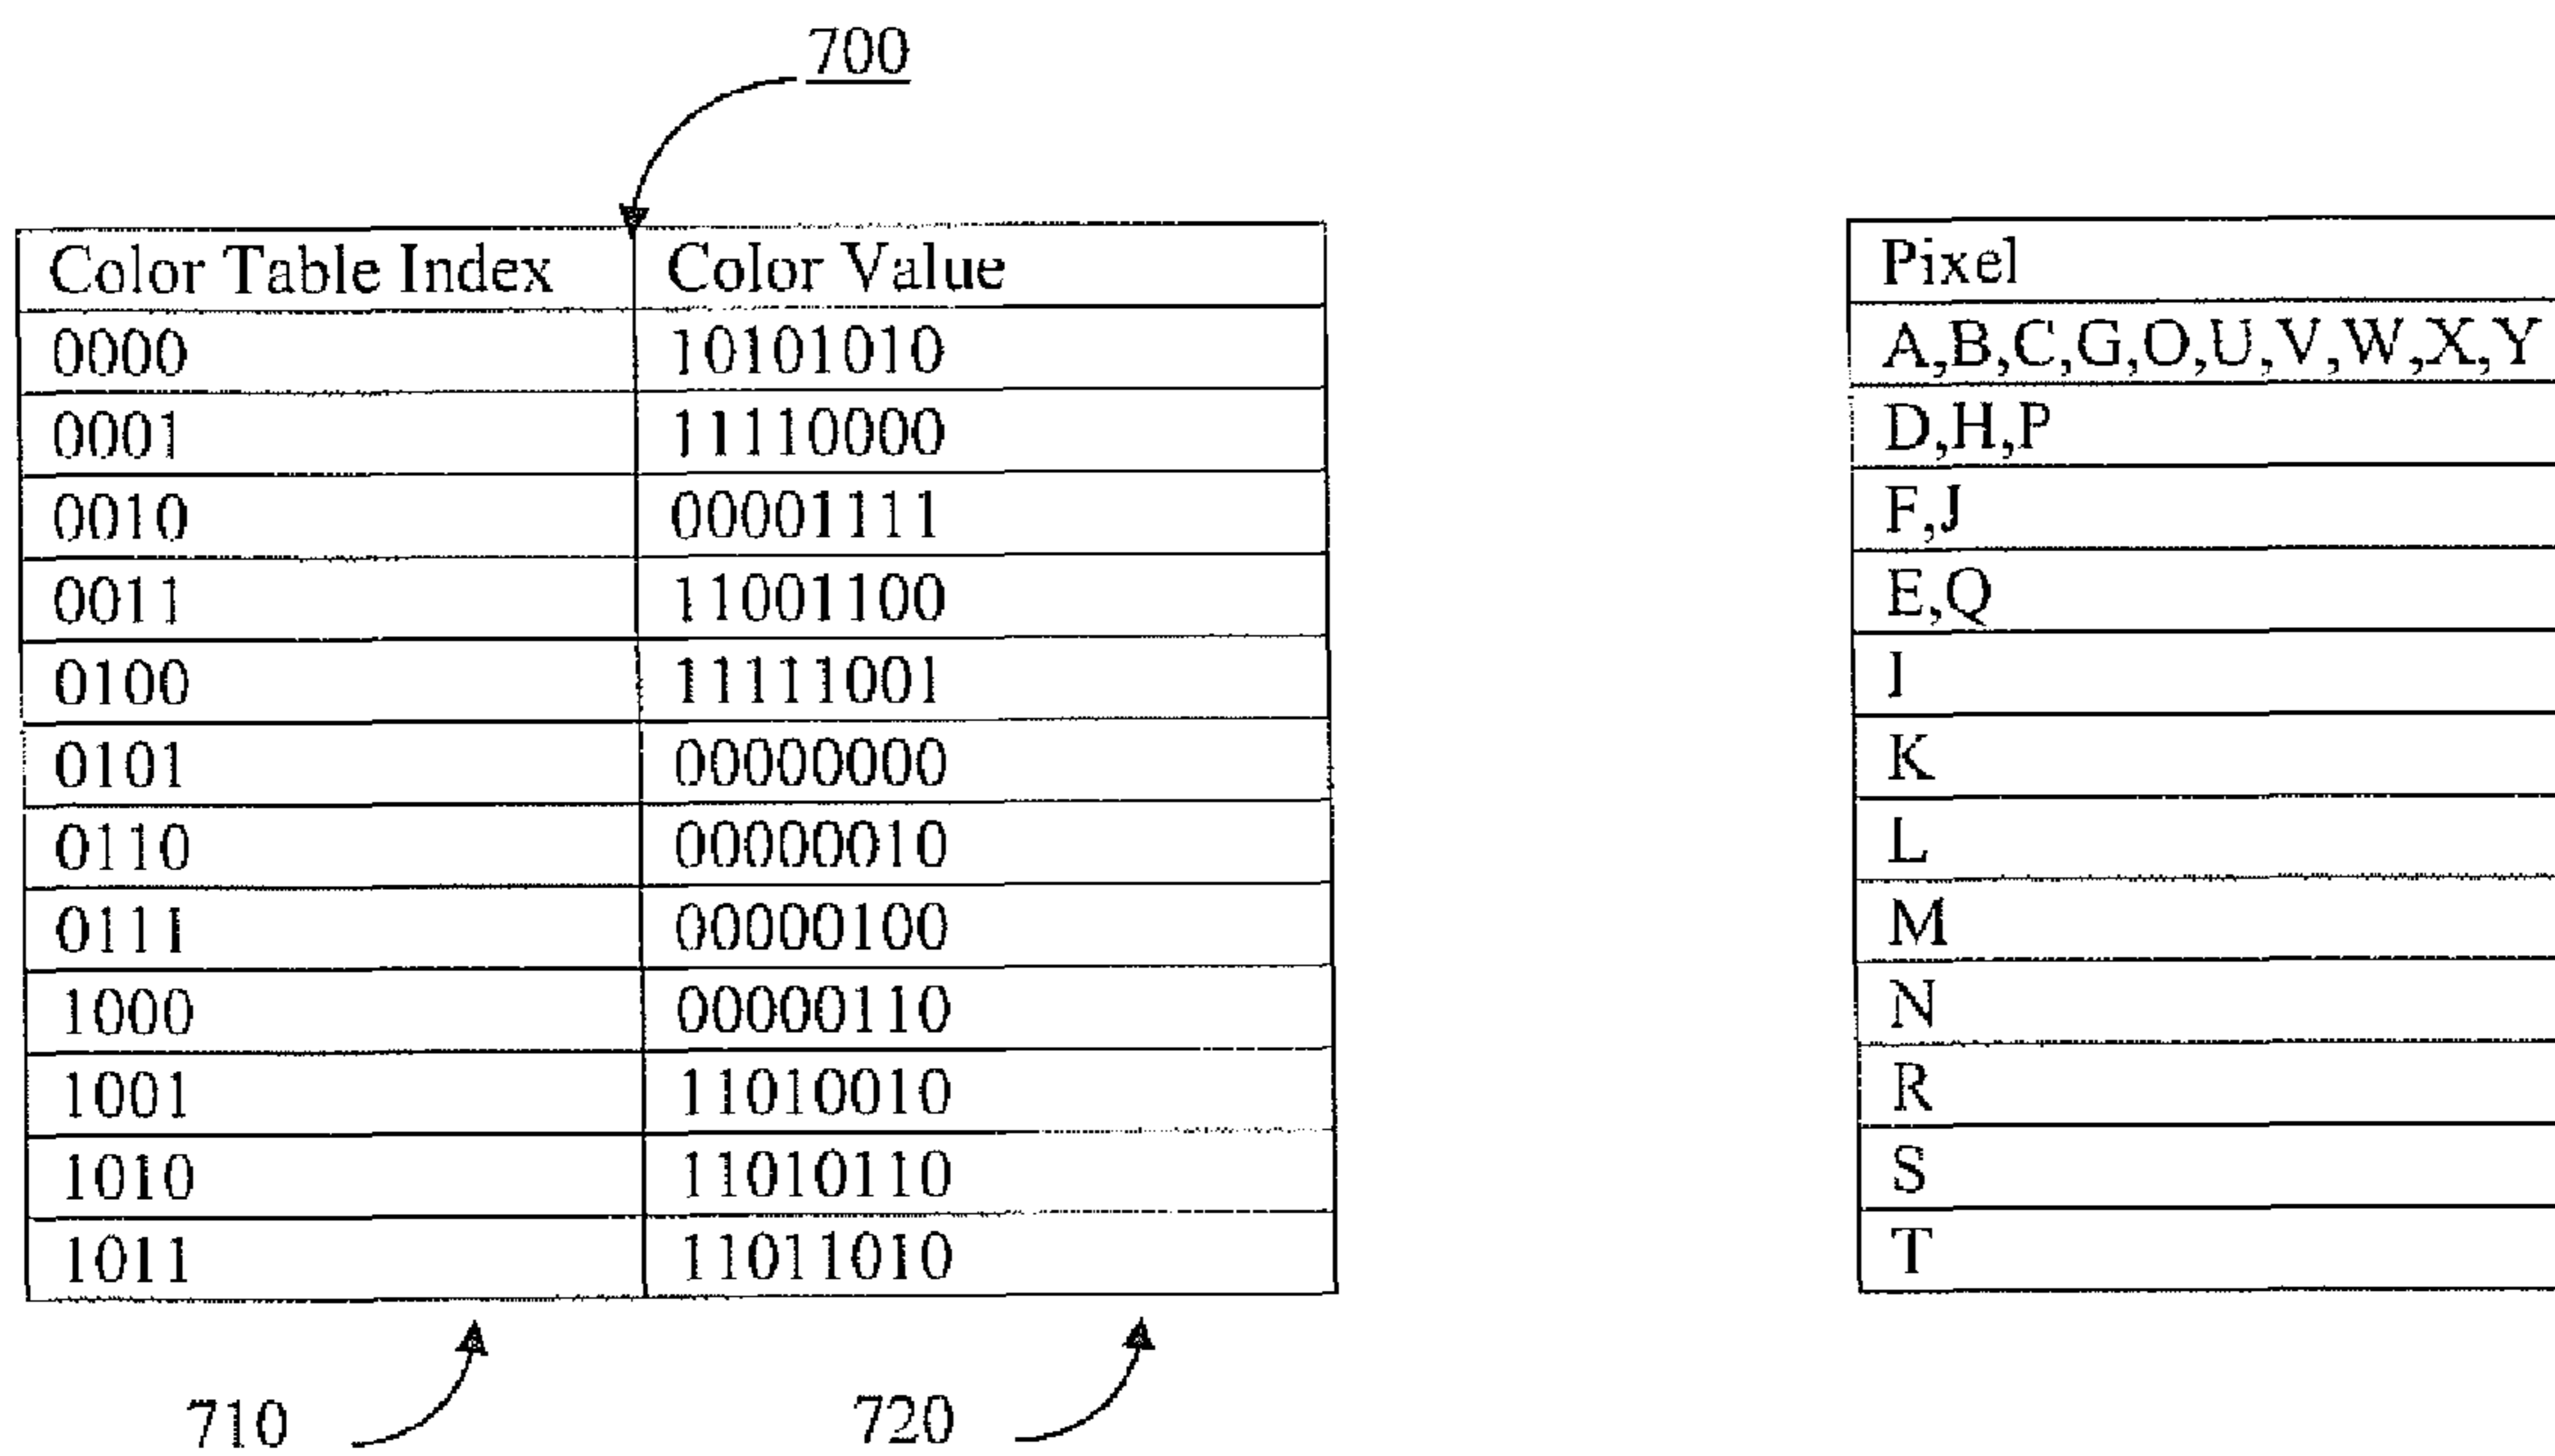 700
Color Table Index Color Value Pixel
0000 10101010 A,B,C,G,O,U,V,W,X,Y
0001 11110000 D,H,P
0010 00001111 F,J
0011 11001100 E,Q
0100 11111001 I
0101 00000000 K
0110 00000010 L
0111 00000100 M
1000 00000110 N
1001 11010010 R
1010 11010110 S
1011 11011010 T
710 720